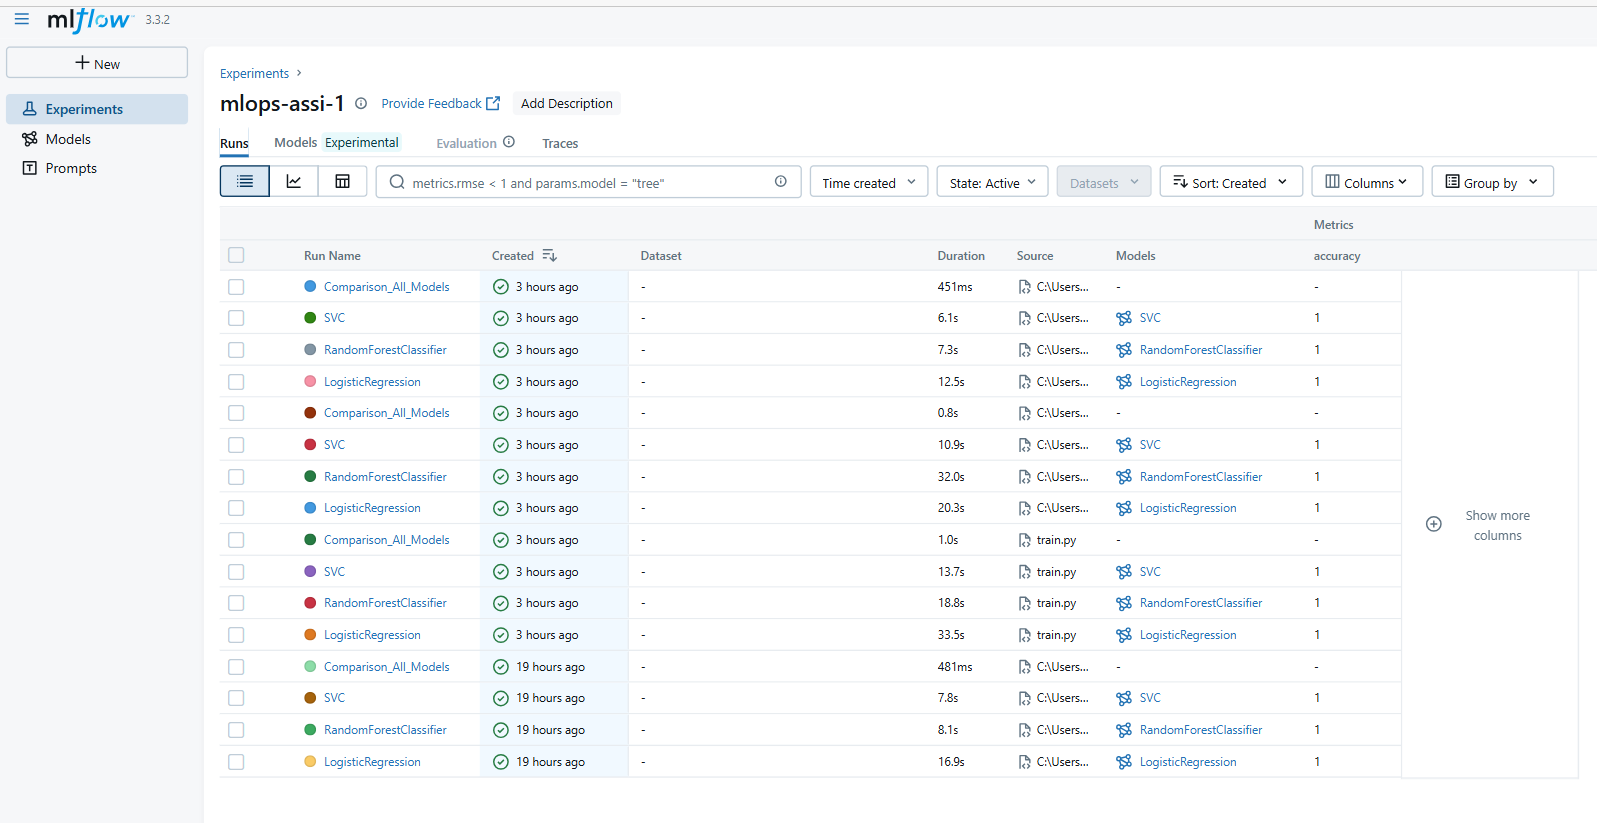 mlflow 3.3.2
New
Experiments
Models
Prompts
Experiments
mlops-assi-1 Provide Feedback Add Description
Runs Models Experimental Evaluation Traces
metrics.rmse < 1 and params.model = "tree" Time created State: Active Datasets Sort: Created Columns Group by
Metrics
Run Name Created Dataset Duration Source Models accuracy
Comparison_All_Models 3 hours ago - 451ms C:\Users... - -
SVC 3 hours ago - 6.1s C:\Users... SVC 1
RandomForestClassifier 3 hours ago - 7.3s C:\Users... RandomForestClassifier 1
LogisticRegression 3 hours ago - 12.5s C:\Users... LogisticRegression 1
Comparison_All_Models 3 hours ago - 0.8s C:\Users... - -
SVC 3 hours ago - 10.9s C:\Users... SVC 1
RandomForestClassifier 3 hours ago - 32.0s C:\Users... RandomForestClassifier 1
LogisticRegression 3 hours ago - 20.3s C:\Users... LogisticRegression 1
Comparison_All_Models 3 hours ago - 1.0s train.py - -
SVC 3 hours ago - 13.7s train.py SVC 1
RandomForestClassifier 3 hours ago - 18.8s train.py RandomForestClassifier 1
LogisticRegression 3 hours ago - 33.5s train.py LogisticRegression 1
Comparison_All_Models 19 hours ago - 481ms C:\Users... - -
SVC 19 hours ago - 7.8s C:\Users... SVC 1
RandomForestClassifier 19 hours ago - 8.1s C:\Users... RandomForestClassifier 1
LogisticRegression 19 hours ago - 16.9s C:\Users... LogisticRegression 1
Show more
columns